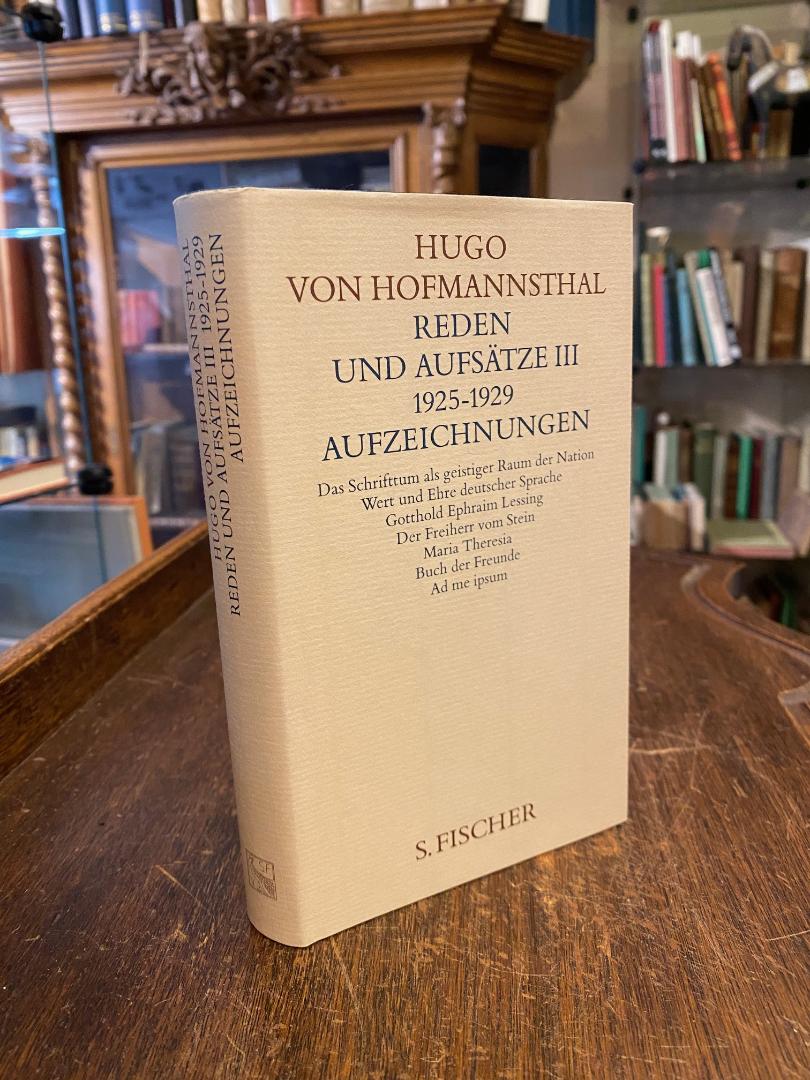 HUGO VON HOFMANNSTHAL
REDEN UND AUFSÄTZE III 1925-1929
AUFZEICHNUNGEN
HUGO
VON HOFMANNSTHAL
REDEN
UND AUFSÄTZE III
1925-1929
AUFZEICHNUNGEN
Das Schrifttum als geistiger Raum der Nation
Wert und Ehre deutscher Sprache
Gotthold Ephraim Lessing
Der Freiherr vom Stein
Maria Theresia
Buch der Freunde
Ad me ipsum
S. FISCHER